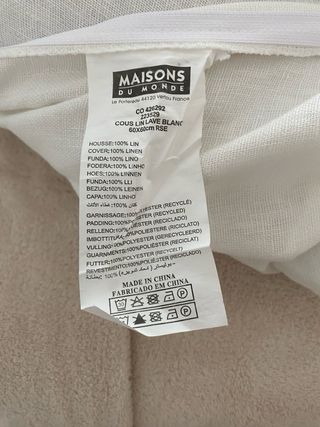 MAISONS
DU MONDE
Le Portereau 44120 Vertou France
CO 426292
223529
COUS LIN LAVE BLANC
60X60cm RSE
HOUSSE:100% LIN
COVER:100% LINEN
FUNDA:100% LINO
FODERA:100% LINO
HOES:100% LINNEN
FUNDA:100% LLI
BEZUG:100% LEINEN
CAPA:100% LINHO
GARNISSAGE:100%POLYESTER (RECYCLÉ)
PADDING:100%POLYESTER (RECYCLED)
RELLENO:100%POLIÉSTER (RECICLADO)
IMBOTTITURA:100%POLIESTERE (RICICLATO)
VULLING:100%POLYESTER (GERECYCLEERD)
GUARNIMENTS:100%POLIÈSTER (RECICLAT)
FUTTER:100%POLYESTER (RECYCELT)
REVESTIMENTO:100%POLIÉSTER (RECICLADO)
MADE IN CHINA
FABRICADO EM CHINA